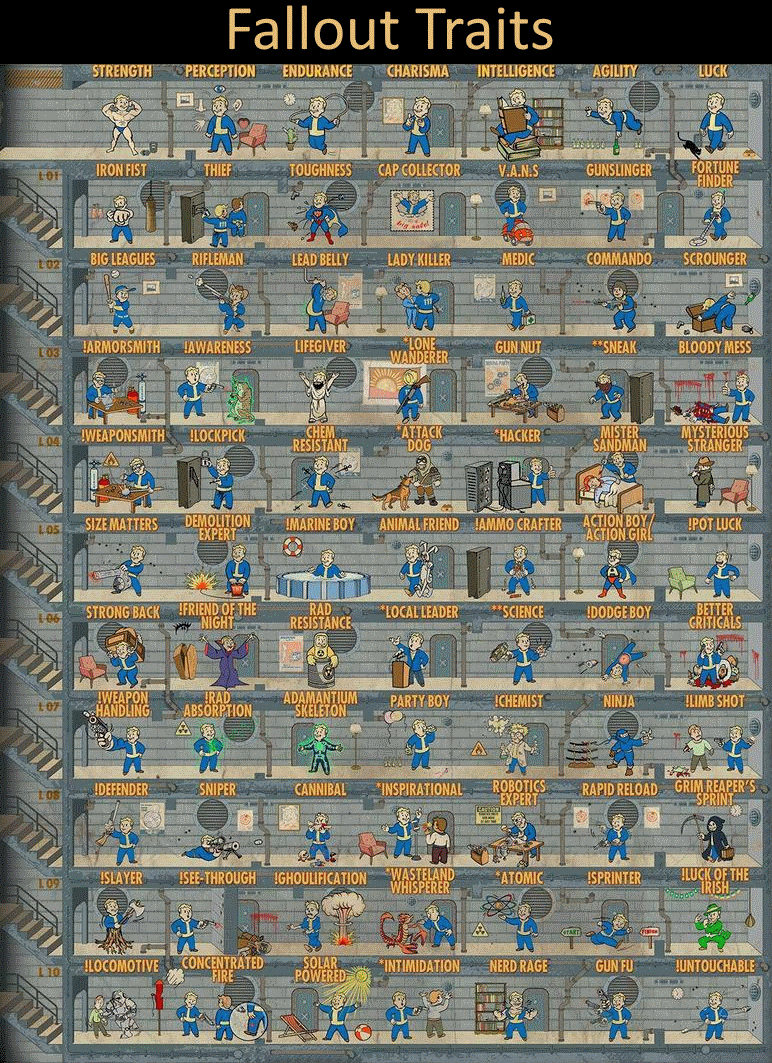 Fallout Traits
STRENGTH PERCEPTION ENDURANCE CHARISMA INTELLIGENCE AGILITY LUCK
L 01 IRON FIST THIEF TOUGHNESS CAP COLLECTOR V.A.N.S GUNSLINGER FORTUNE FINDER
big sale!
L 02 BIG LEAGUES RIFLEMAN LEAD BELLY LADY KILLER MEDIC COMMANDO SCROUNGER
111
L 03 !ARMORSMITH !AWARENESS LIFEGIVER *LONE WANDERER GUN NUT **SNEAK BLOODY MESS
L 04 !WEAPONSMITH !LOCKPICK CHEM RESISTANT *ATTACK DOG *HACKER MISTER SANDMAN MYSTERIOUS STRANGER
L 05 SIZE MATTERS DEMOLITION EXPERT !MARINE BOY ANIMAL FRIEND !AMMO CRAFTER ACTION BOY / ACTION GIRL !POT LUCK
L 06 STRONG BACK !FRIEND OF THE NIGHT RAD RESISTANCE *LOCAL LEADER **SCIENCE !DODGE BOY BETTER CRITICALS
L 07 !WEAPON HANDLING !RAD ABSORPTION ADAMANTIUM SKELETON PARTY BOY !CHEMIST NINJA !LIMB SHOT
L 08 !DEFENDER SNIPER CANNIBAL *INSPIRATIONAL ROBOTICS EXPERT RAPID RELOAD GRIM REAPER'S SPRINT
CAUTION
L 09 !SLAYER !SEE-THROUGH !GHOULIFICATION *WASTELAND WHISPERER *ATOMIC !SPRINTER !LUCK OF THE IRISH
START FINISH
L 10 !LOCOMOTIVE CONCENTRATED FIRE SOLAR POWERED *INTIMIDATION NERD RAGE GUN FU !UNTOUCHABLE